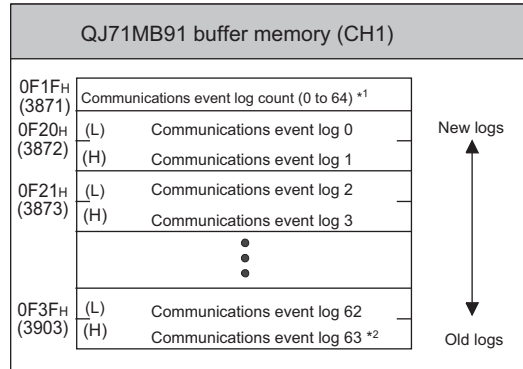 QJ71MB91 buffer memory (CH1)
0F1FH
(3871)
Communications event log count (0 to 64) *1
0F20H
(3872)
(L) Communications event log 0
(H) Communications event log 1
New logs
0F21H
(3873)
(L) Communications event log 2
(H) Communications event log 3
0F3FH
(3903)
(L) Communications event log 62
(H) Communications event log 63 *2
Old logs